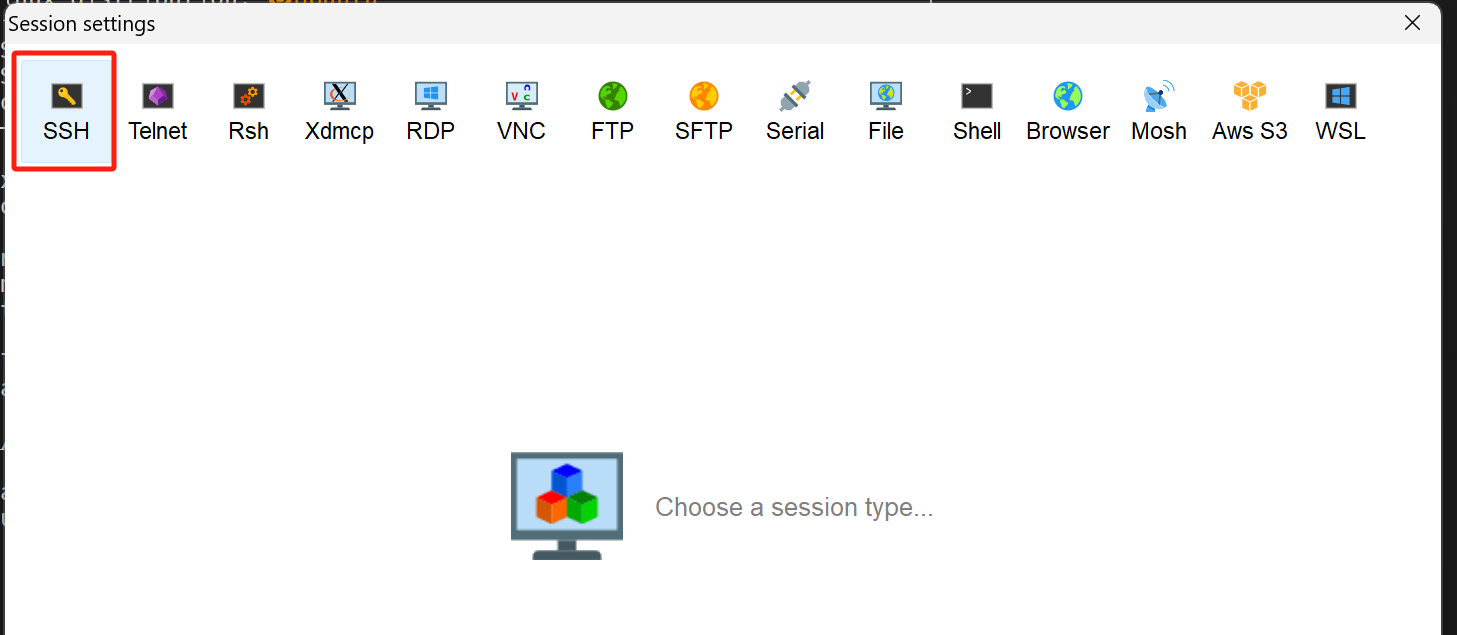 Session settings
SSH Telnet Rsh Xdmcp RDP VNC FTP SFTP Serial File Shell Browser Mosh Aws S3 WSL
Choose a session type...